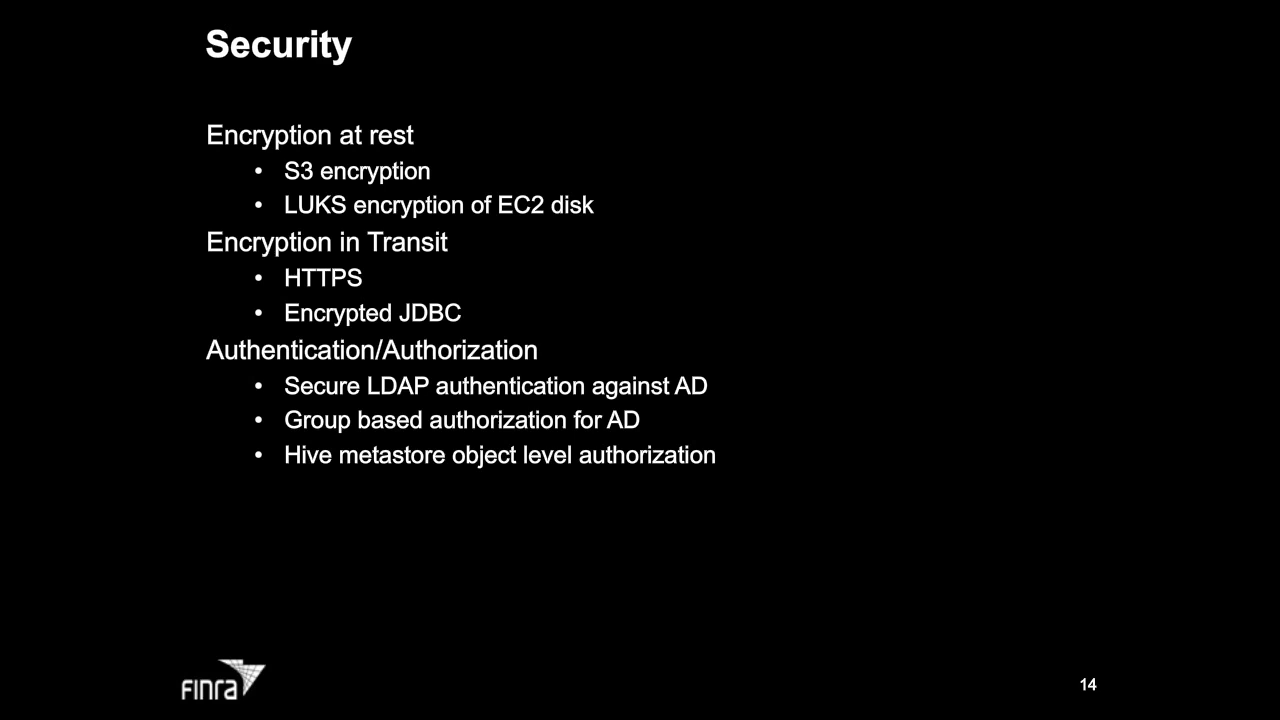 Security
Encryption at rest
• S3 encryption
• LUKS encryption of EC2 disk
Encryption in Transit
• HTTPS
• Encrypted JDBC
Authentication/Authorization
• Secure LDAP authentication against AD
• Group based authorization for AD
• Hive metastore object level authorization
finra
14